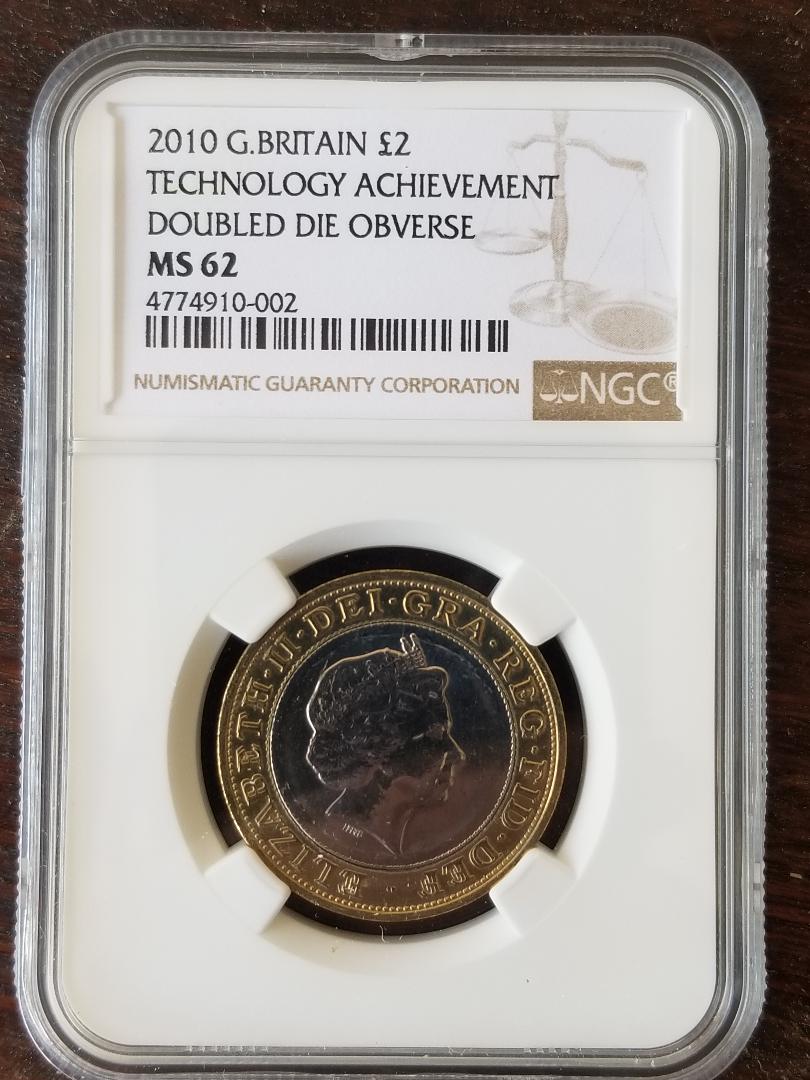 2010 G.BRITAIN £2
TECHNOLOGY ACHIEVEMENT
DOUBLED DIE OBVERSE
MS 62
4774910-002
NUMISMATIC GUARANTY CORPORATION
NGC®
ELIZABETH·II·DEI·GRA·REG·FID·DEF·
IRB